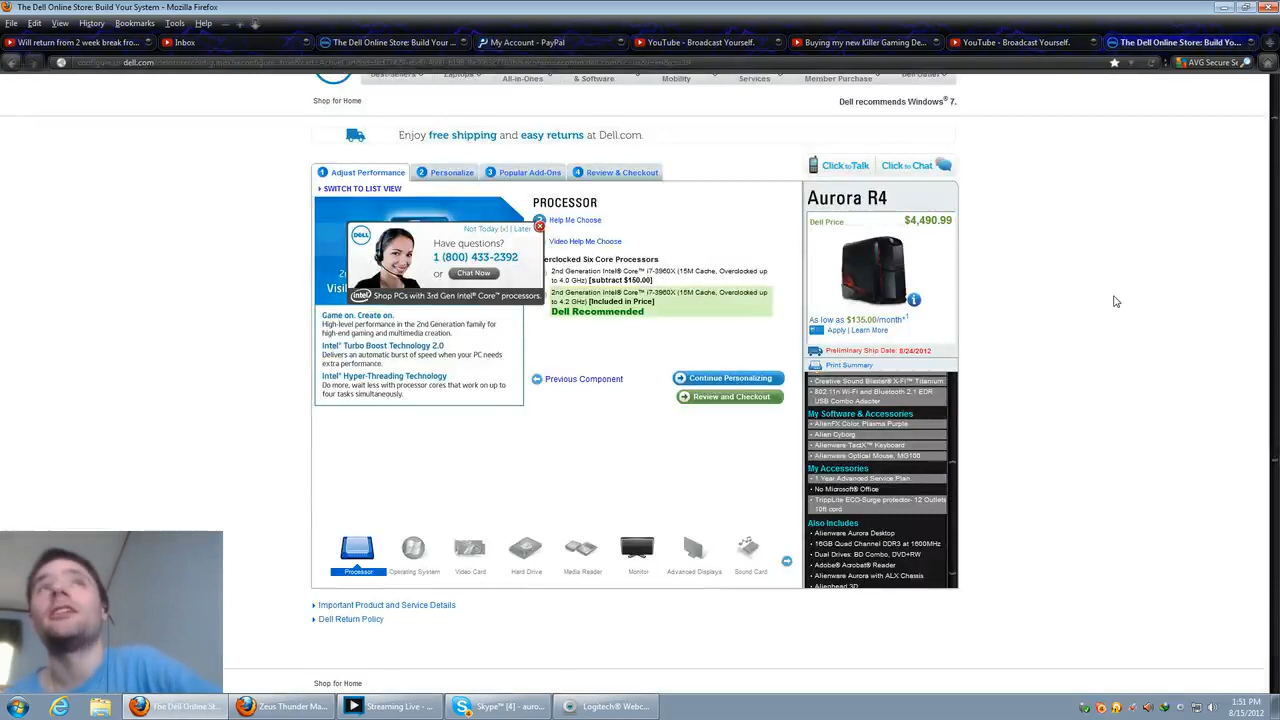 The Dell Online Store: Build Your System - Mozilla Firefox
File Edit View History Bookmarks Tools Help
Will return from 2 week break fro...
Inbox
The Dell Online Store: Build Your ...
My Account - PayPal
YouTube - Broadcast Yourself.
Buying my new Killer Gaming De...
YouTube - Broadcast Yourself.
The Dell Online Store: Build Yo...
dell.com
AVG Secure Se
Laptops
All-in-Ones
& Software
Mobility
Services
Member Purchase
Dell Outlet
Shop for Home
Dell recommends Windows® 7.
Enjoy free shipping and easy returns at Dell.com.
1 Adjust Performance
2 Personalize
3 Popular Add-Ons
4 Review & Checkout
Click to Talk
Click to Chat
SWITCH TO LIST VIEW
PROCESSOR
Help Me Choose
Video Help Me Choose
DELL
Not Today [x] | Later
Have questions?
1 (800) 433-2392
or Chat Now
intel Shop PCs with 3rd Gen Intel® Core™ processors.
erclocked Six Core Processors
2nd Generation Intel® Core™ i7-3960X (15M Cache, Overclocked up
to 4.0 GHz) [subtract $150.00]
2nd Generation Intel® Core™ i7-3960X (15M Cache, Overclocked up
to 4.2 GHz) [Included in Price]
Dell Recommended
Game on. Create on.
High-level performance in the 2nd Generation family for
high-end gaming and multimedia creation.
Intel® Turbo Boost Technology 2.0
Delivers an automatic burst of speed when your PC needs
extra performance.
Intel® Hyper-Threading Technology
Do more, wait less with processor cores that work on up to
four tasks simultaneously.
Previous Component
Continue Personalizing
Review and Checkout
Aurora R4
Dell Price
$4,490.99
As low as $135.00/month*
Apply | Learn More
Preliminary Ship Date: 8/24/2012
Print Summary
Creative Sound Blaster® X-Fi™ Titanium
802.11n Wi-Fi and Bluetooth 2.1 EDR
USB Combo Adapter
My Software & Accessories
AlienFX Color, Plasma Purple
Alien Cyborg
Alienware TactX™ Keyboard
Alienware Optical Mouse, MG100
My Accessories
1 Year Advanced Service Plan
No Microsoft® Office
TrippLite ECO-Surge protector- 12 Outlets
10ft cord
Also Includes
Alienware Aurora Desktop
16GB Quad Channel DDR3 at 1600MHz
Dual Drives: BD Combo, DVD+RW
Adobe® Acrobat® Reader
Alienware Aurora with ALX Chassis
Alienhead 3D
Processor
Operating System
Video Card
Hard Drive
Media Reader
Monitor
Advanced Displays
Sound Card
Important Product and Service Details
Dell Return Policy
Shop for Home
The Dell Online St...
Zeus Thunder Ma...
Streaming Live - ...
Skype™ [4] - auro...
Logitech® Webc...
1:51 PM
8/15/2012